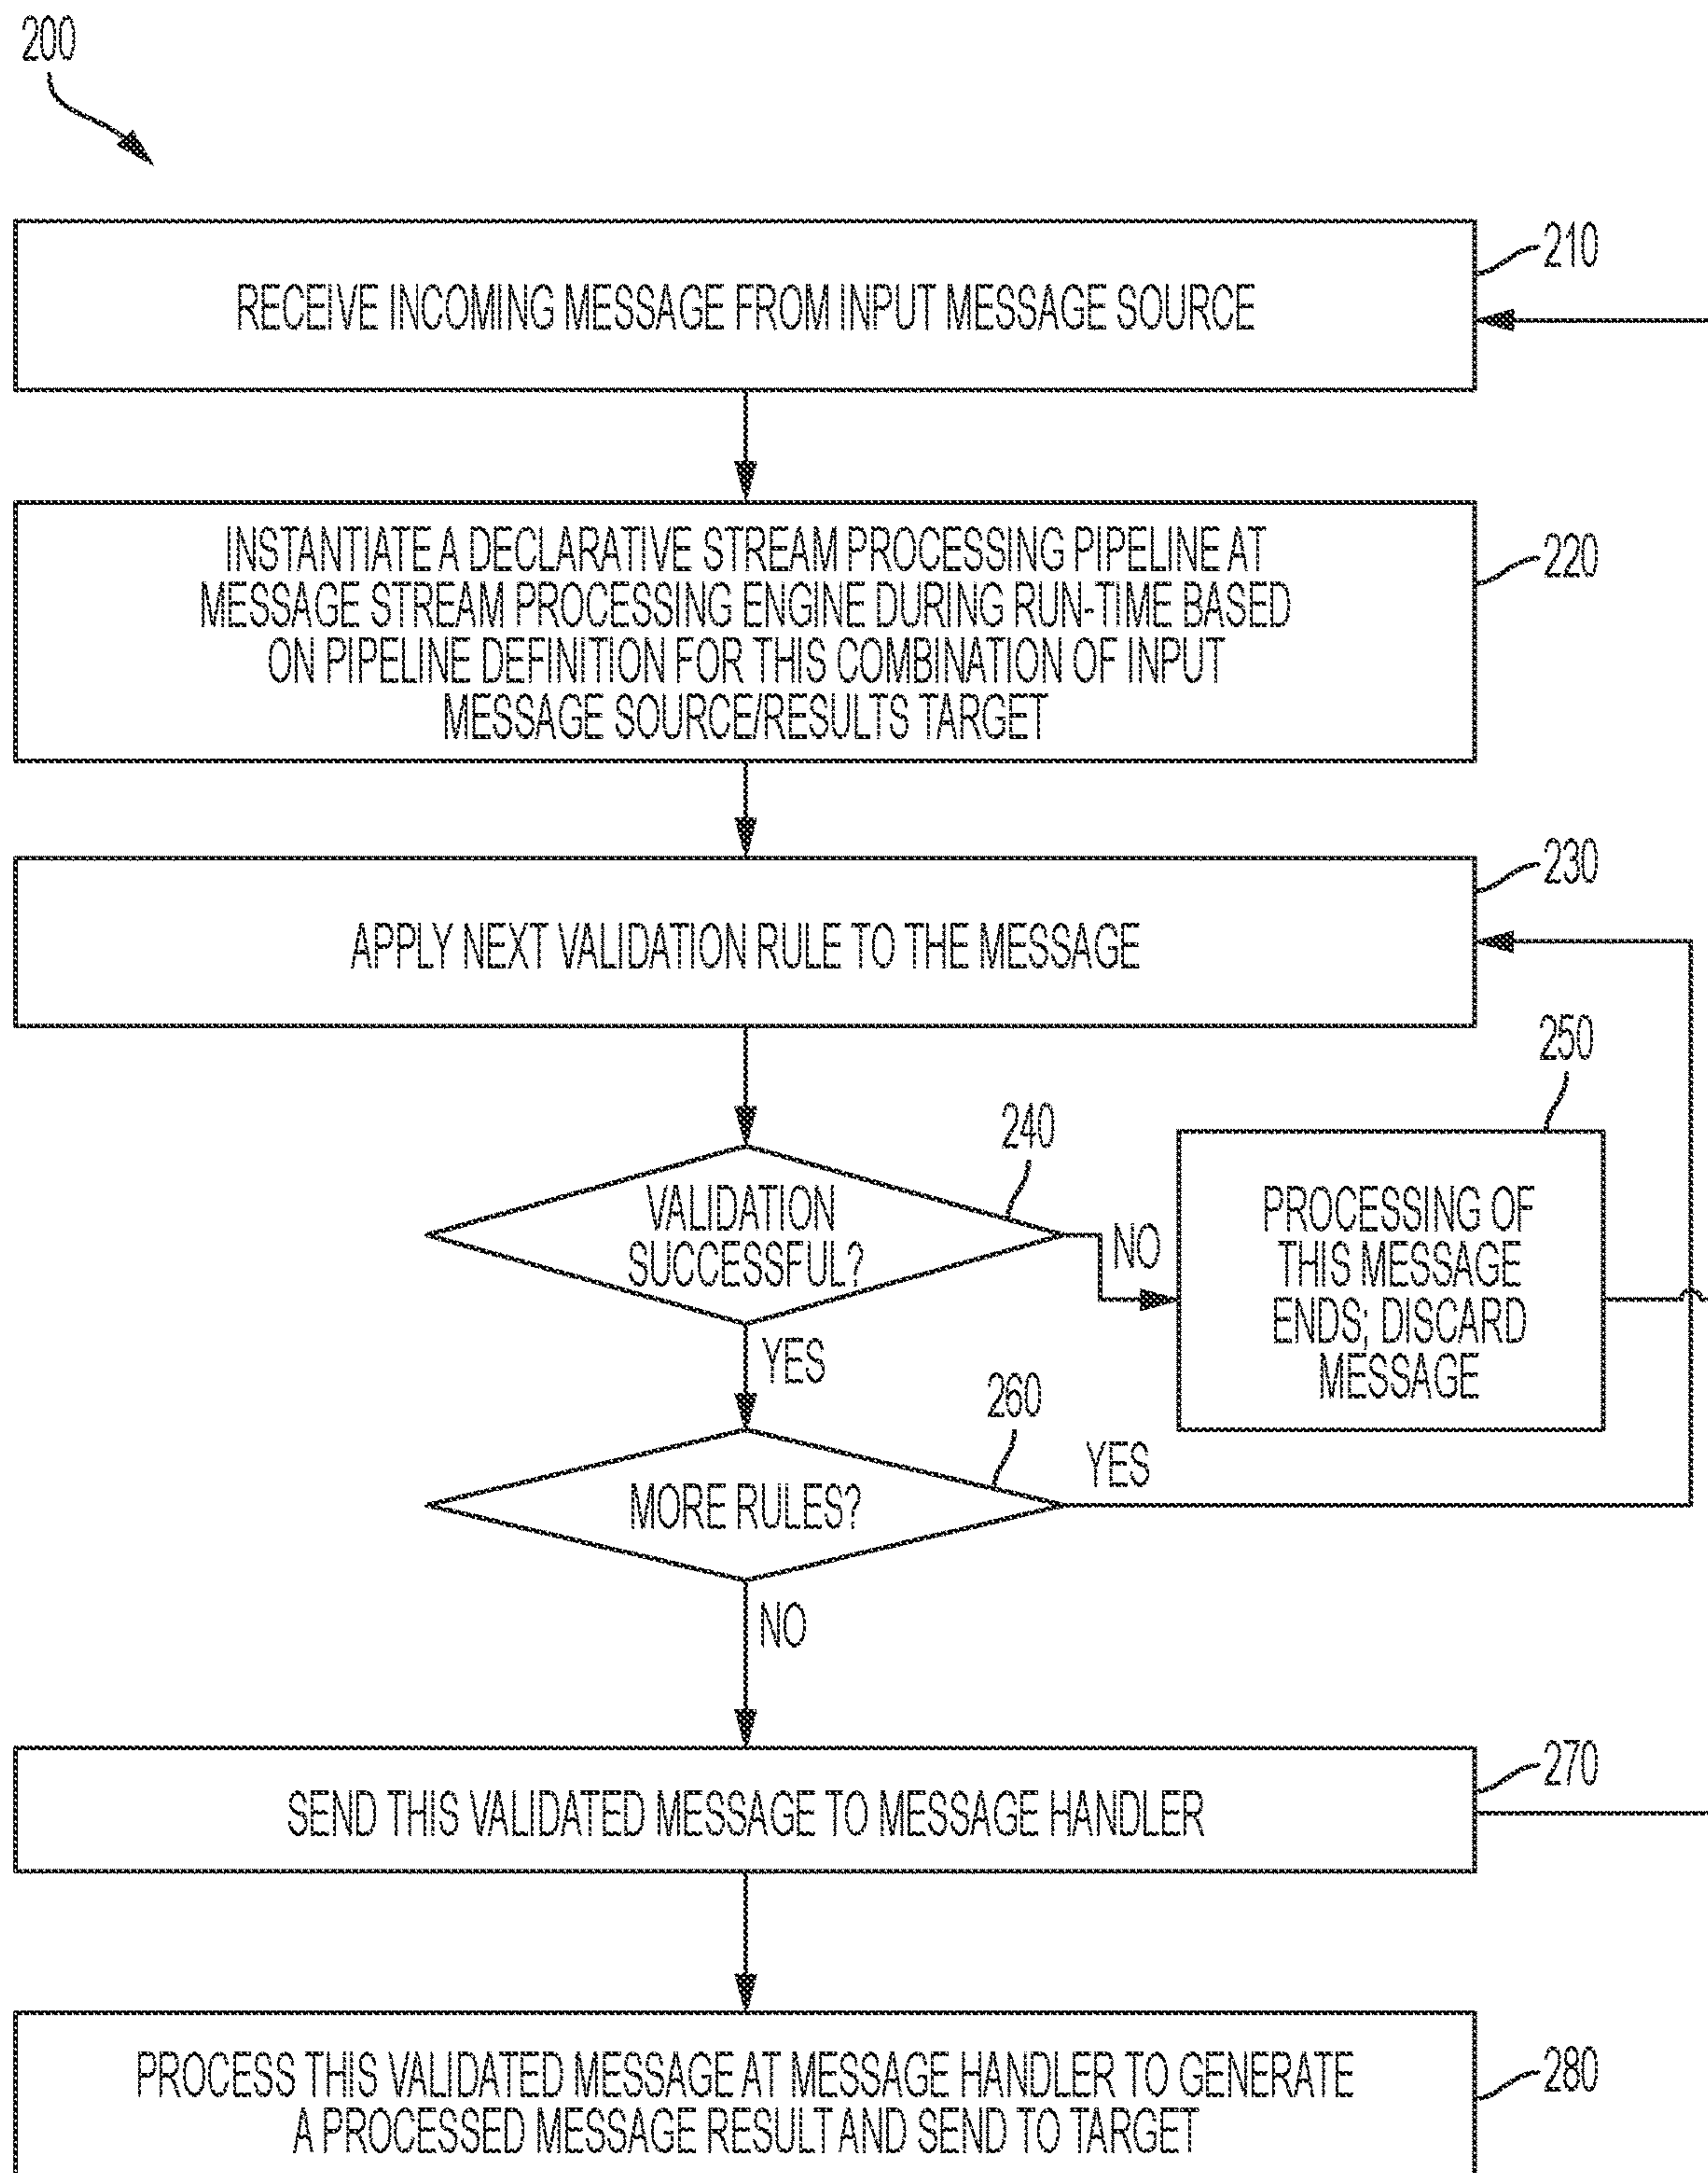 200
210
RECEIVE INCOMING MESSAGE FROM INPUT MESSAGE SOURCE
220
INSTANTIATE A DECLARATIVE STREAM PROCESSING PIPELINE AT
MESSAGE STREAM PROCESSING ENGINE DURING RUN-TIME BASED
ON PIPELINE DEFINITION FOR THIS COMBINATION OF INPUT
MESSAGE SOURCE/RESULTS TARGET
230
APPLY NEXT VALIDATION RULE TO THE MESSAGE
240
VALIDATION
SUCCESSFUL?
NO
250
PROCESSING OF
THIS MESSAGE
ENDS; DISCARD
MESSAGE
YES
260
MORE RULES?
YES
NO
270
SEND THIS VALIDATED MESSAGE TO MESSAGE HANDLER
280
PROCESS THIS VALIDATED MESSAGE AT MESSAGE HANDLER TO GENERATE
A PROCESSED MESSAGE RESULT AND SEND TO TARGET